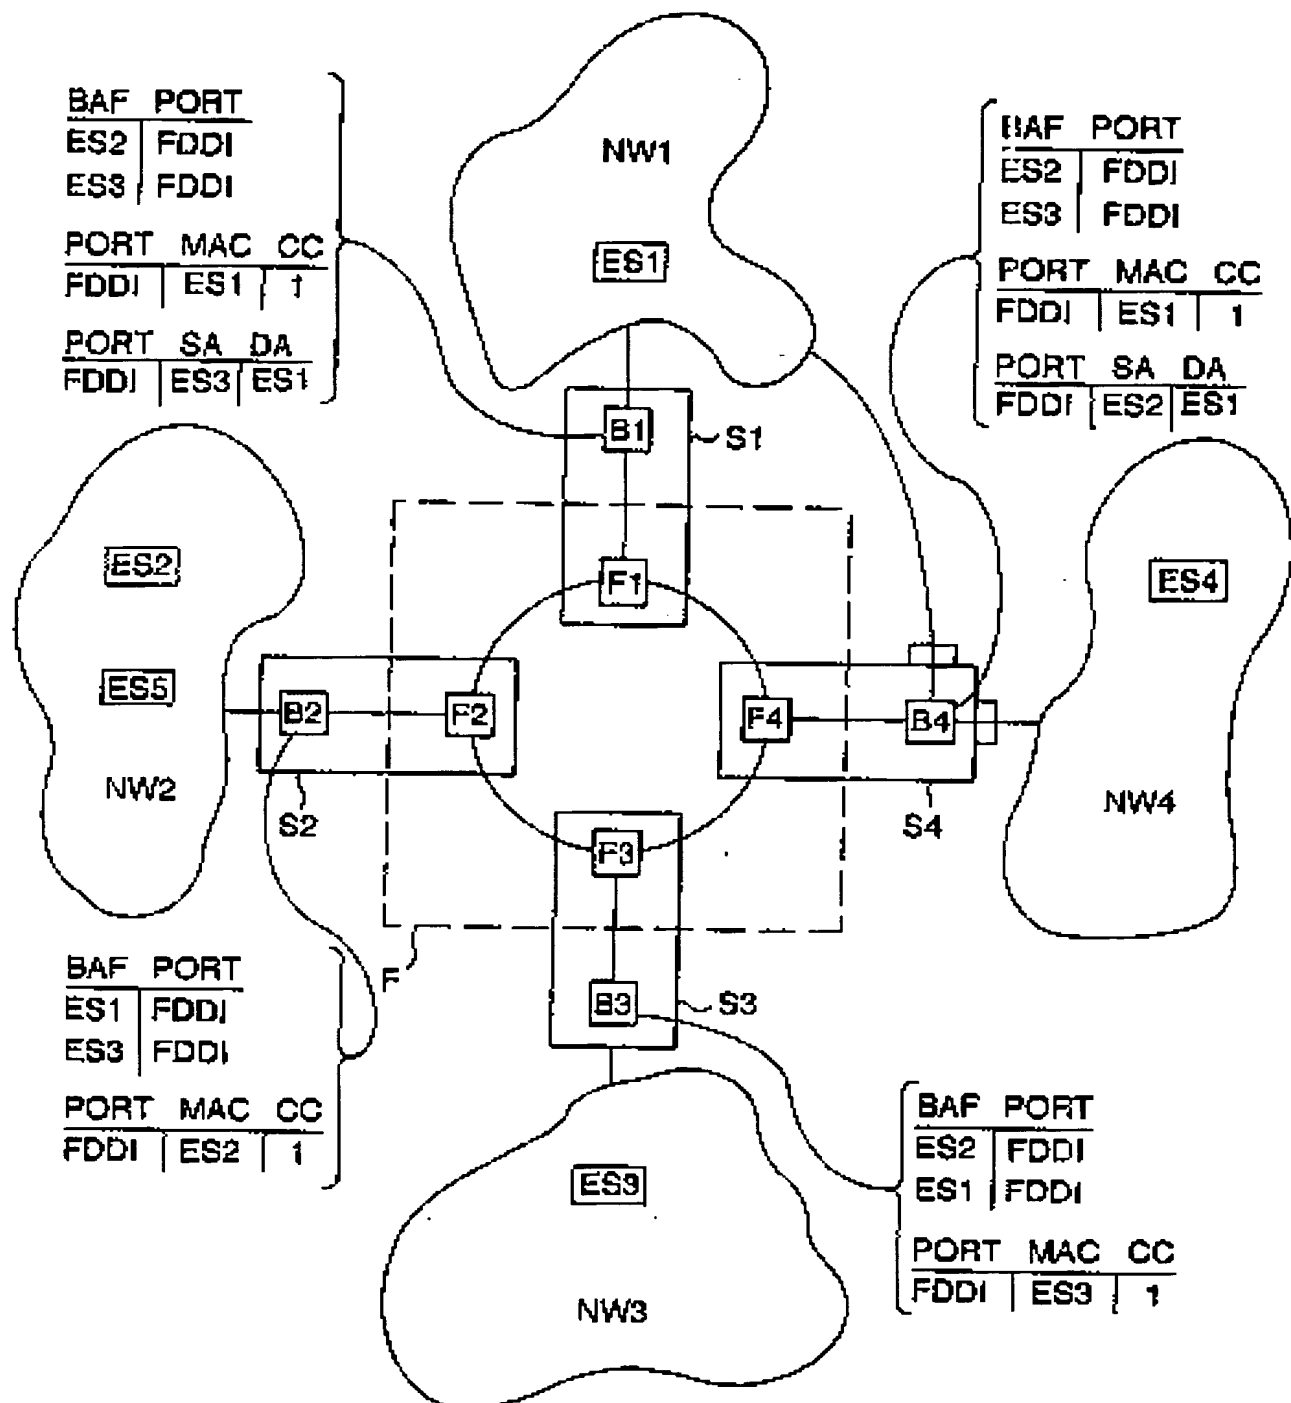 BAF PORT
ES2 FDDI
ES3 FDDI
PORT MAC CC
FDDI ES1 1
PORT SA DA
FDDI ES3 ES1
NW1
ES1
BAF PORT
ES2 FDDI
ES3 FDDI
PORT MAC CC
FDDI ES1 1
PORT SA DA
FDDI ES2 ES1
B1
S1
F1
ES2
ES5
NW2
B2
F2
S2
F4
B4
S4
ES4
NW4
F3
F
B3
S3
BAF PORT
ES1 FDDI
ES3 FDDI
PORT MAC CC
FDDI ES2 1
ES3
NW3
BAF PORT
ES2 FDDI
ES1 FDDI
PORT MAC CC
FDDI ES3 1